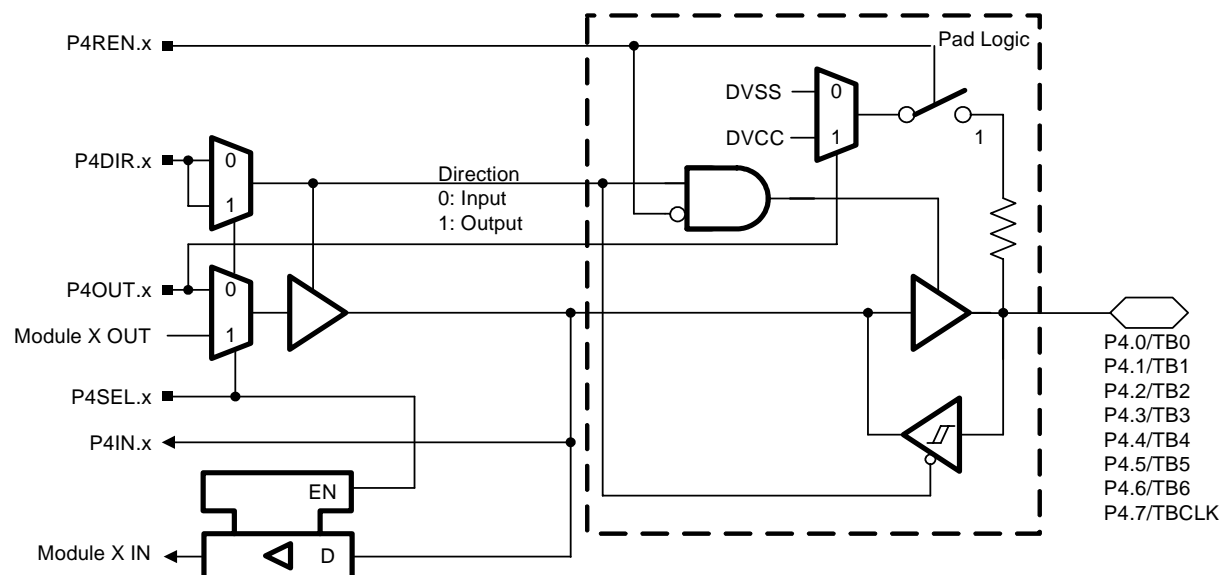 P4REN.x
Pad Logic
DVSS
0
DVCC
1
1
P4DIR.x
0
1
Direction
0: Input
1: Output
P4OUT.x
0
Module X OUT
1
P4SEL.x
P4IN.x
EN
Module X IN
D
P4.0/TB0
P4.1/TB1
P4.2/TB2
P4.3/TB3
P4.4/TB4
P4.5/TB5
P4.6/TB6
P4.7/TBCLK